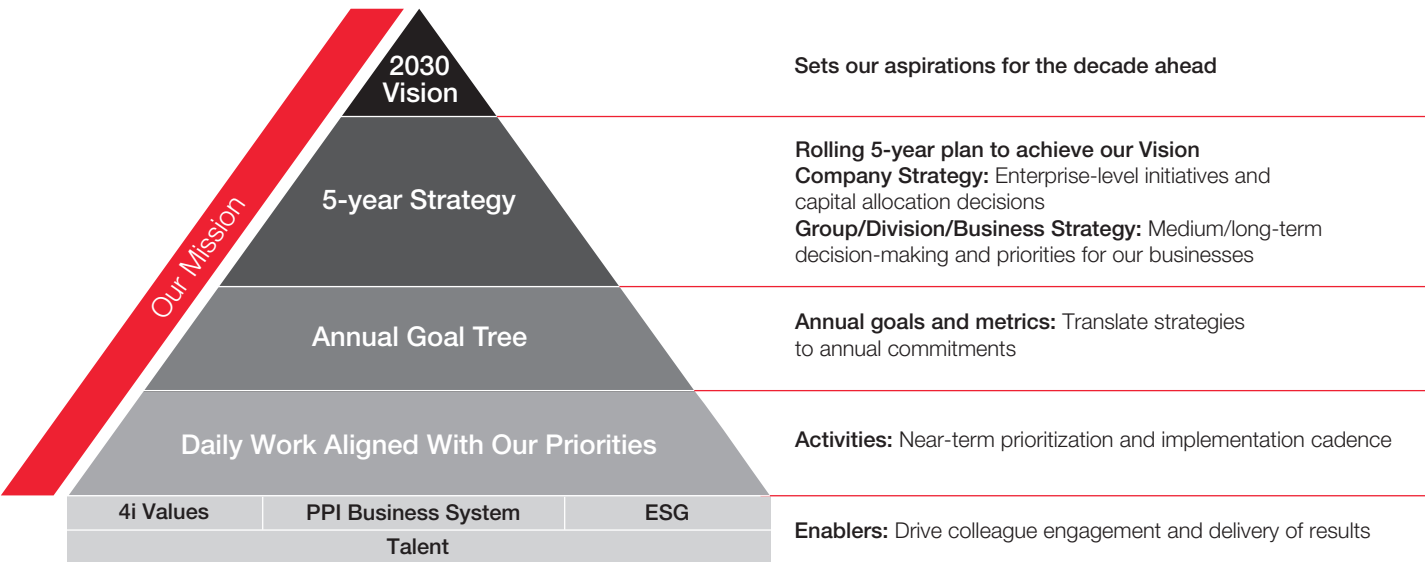 Our Mission
2030
Vision
Sets our aspirations for the decade ahead
5-year Strategy
Rolling 5-year plan to achieve our Vision
Company Strategy: Enterprise-level initiatives and
capital allocation decisions
Group/Division/Business Strategy: Medium/long-term
decision-making and priorities for our businesses
Annual Goal Tree
Annual goals and metrics: Translate strategies
to annual commitments
Daily Work Aligned With Our Priorities
Activities: Near-term prioritization and implementation cadence
4i Values
PPI Business System
ESG
Talent
Enablers: Drive colleague engagement and delivery of results